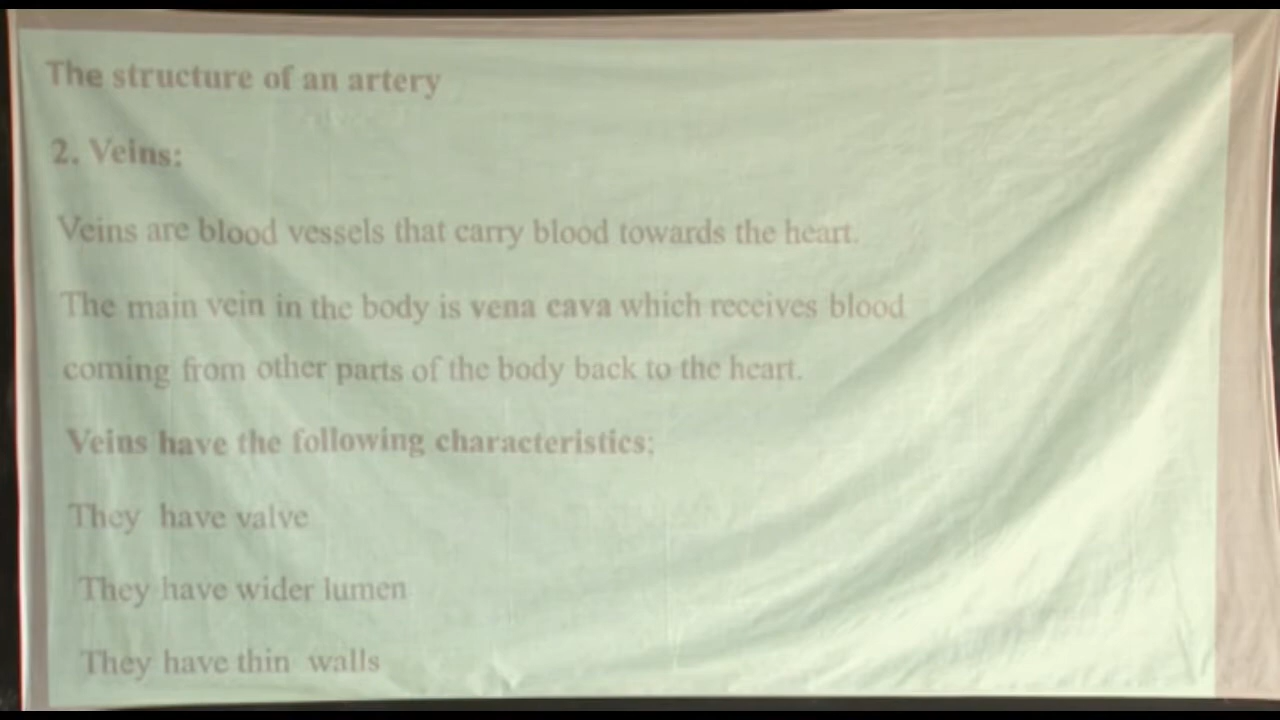 The structure of an artery
2. Veins:
Veins are blood vessels that carry blood towards the heart.
The main vein in the body is vena cava which receives blood
coming from other parts of the body back to the heart.
Veins have the following characteristics;
They have valve
They have wider lumen
They have thin walls